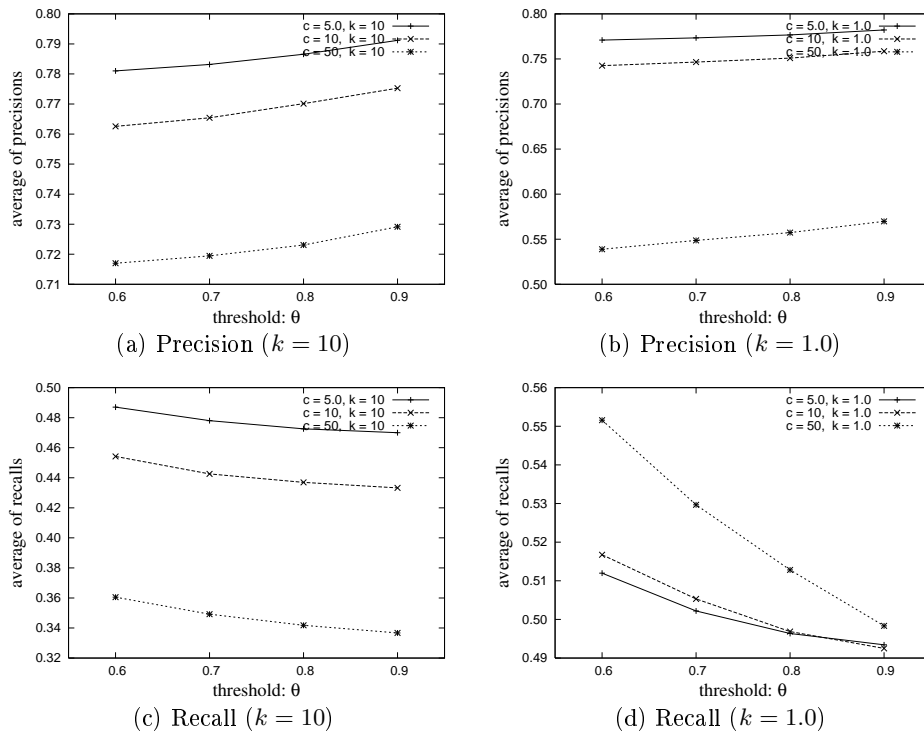 0.80
0.79
0.78
0.77
0.76
0.75
0.74
0.73
0.72
0.71
average of precisions
c = 5.0, k = 10
c = 10, k = 10
c = 50, k = 10
0.6 0.7 0.8 0.9
threshold: θ
(a) Precision (k = 10)
0.80
0.75
0.70
0.65
0.60
0.55
0.50
average of precisions
c = 5.0, k = 1.0
c = 10, k = 1.0
c = 50, k = 1.0
0.6 0.7 0.8 0.9
threshold: θ
(b) Precision (k = 1.0)
0.50
0.48
0.46
0.44
0.42
0.40
0.38
0.36
0.34
0.32
average of recalls
c = 5.0, k = 10
c = 10, k = 10
c = 50, k = 10
0.6 0.7 0.8 0.9
threshold: θ
(c) Recall (k = 10)
0.56
0.55
0.54
0.53
0.52
0.51
0.50
0.49
average of recalls
c = 5.0, k = 1.0
c = 10, k = 1.0
c = 50, k = 1.0
0.6 0.7 0.8 0.9
threshold: θ
(d) Recall (k = 1.0)